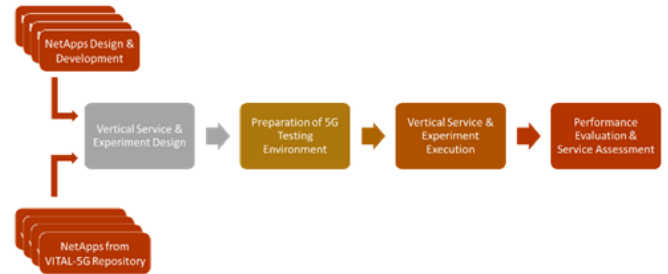 NetApps Design &
Development
Vertical Service &
Experiment Design
Preparation of 5G
Testing
Environment
Vertical Service &
Experiment
Execution
Performance
Evaluation &
Service Assessment
NetApps from
VITAL-5G Repository